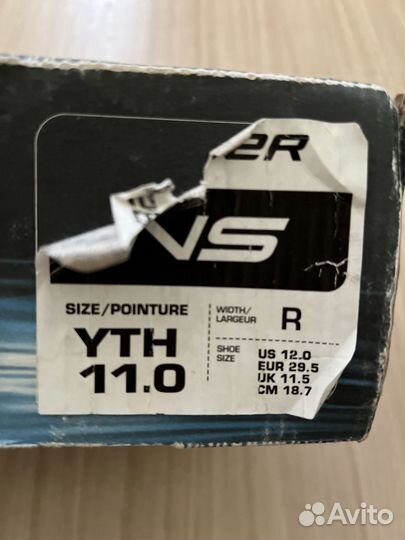 2R
NS
SIZE/POINTURE
YTH
11.0
WIDTH/
LARGEUR
R
SHOE
SIZE
US 12.0
EUR 29.5
UK 11.5
CM 18.7
Avito